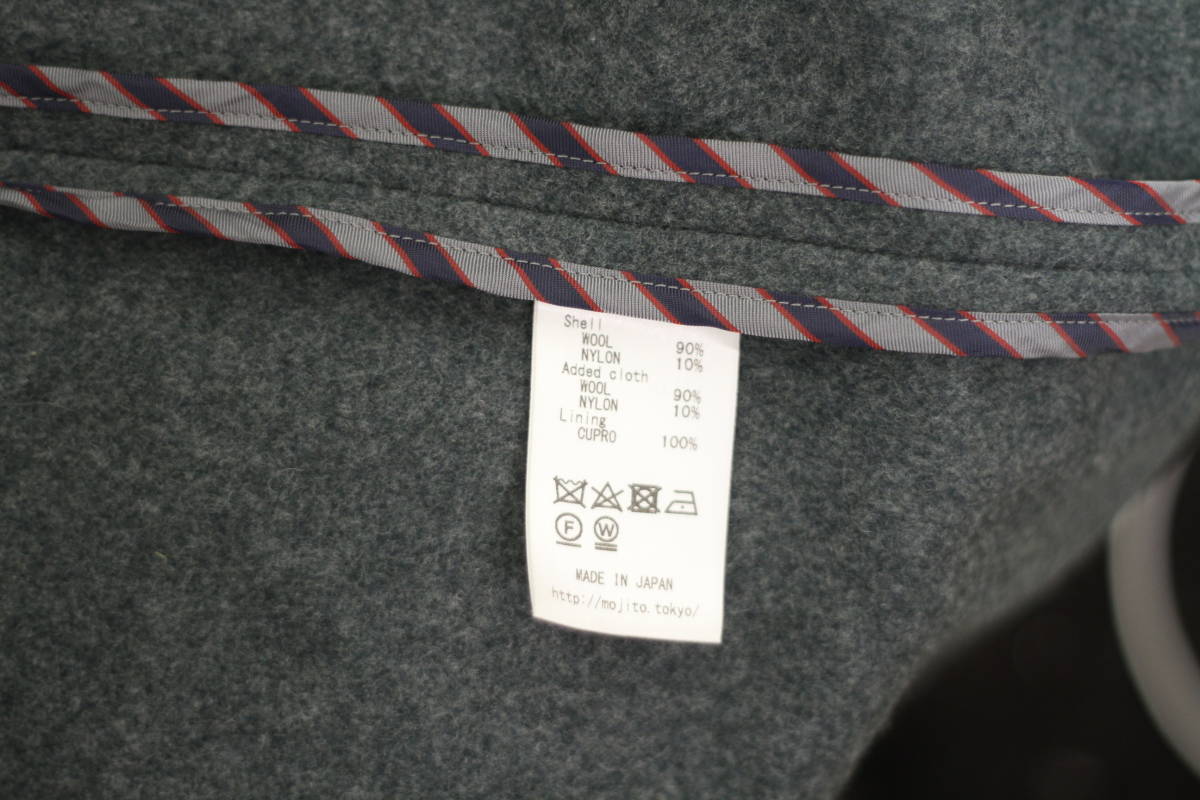 Shell
WOOL 90%
NYLON 10%
Added cloth
WOOL 90%
NYLON 10%
Lining
CUPRO 100%
F W
MADE IN JAPAN
http://mojito.tokyo/